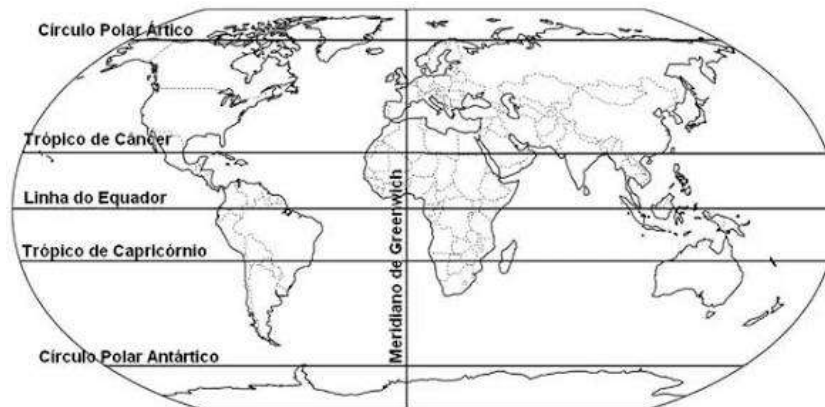 Círculo Polar Ártico
Trópico de Câncer
Linha do Equador
Trópico de Capricórnio
Círculo Polar Antártico
Meridiano de Greenwich